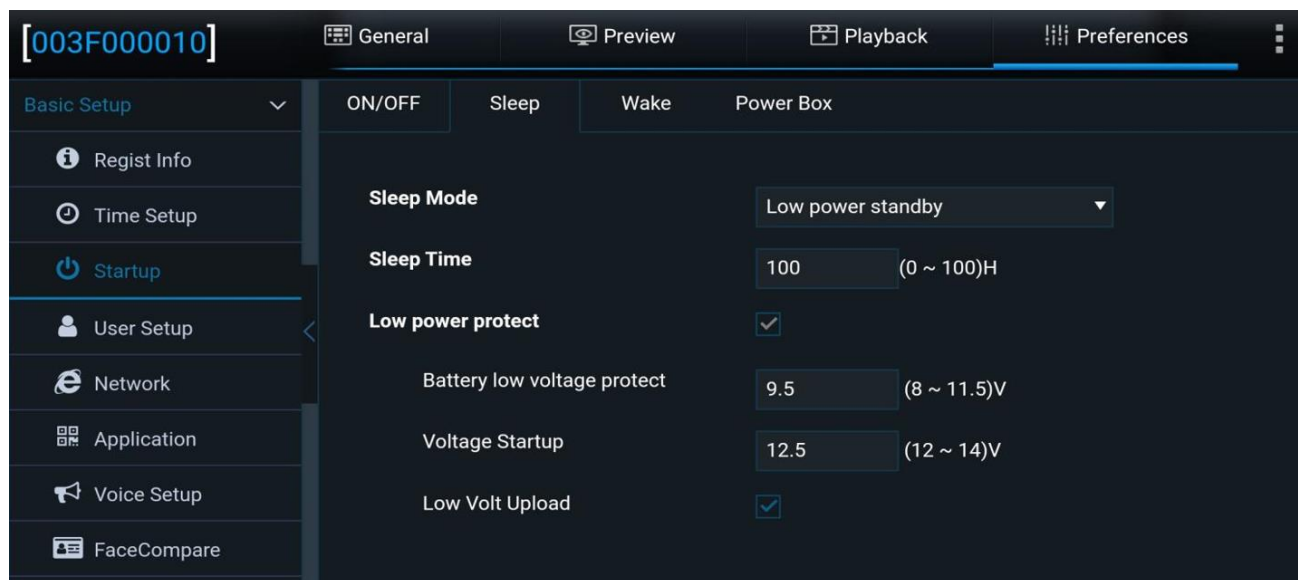 [003F000010]
General Preview Playback Preferences
Basic Setup
Regist Info
Time Setup
Startup
User Setup
Network
Application
Voice Setup
FaceCompare
ON/OFF Sleep Wake Power Box
Sleep Mode Low power standby
Sleep Time 100 (0 ~ 100)H
Low power protect
Battery low voltage protect 9.5 (8 ~ 11.5)V
Voltage Startup 12.5 (12 ~ 14)V
Low Volt Upload